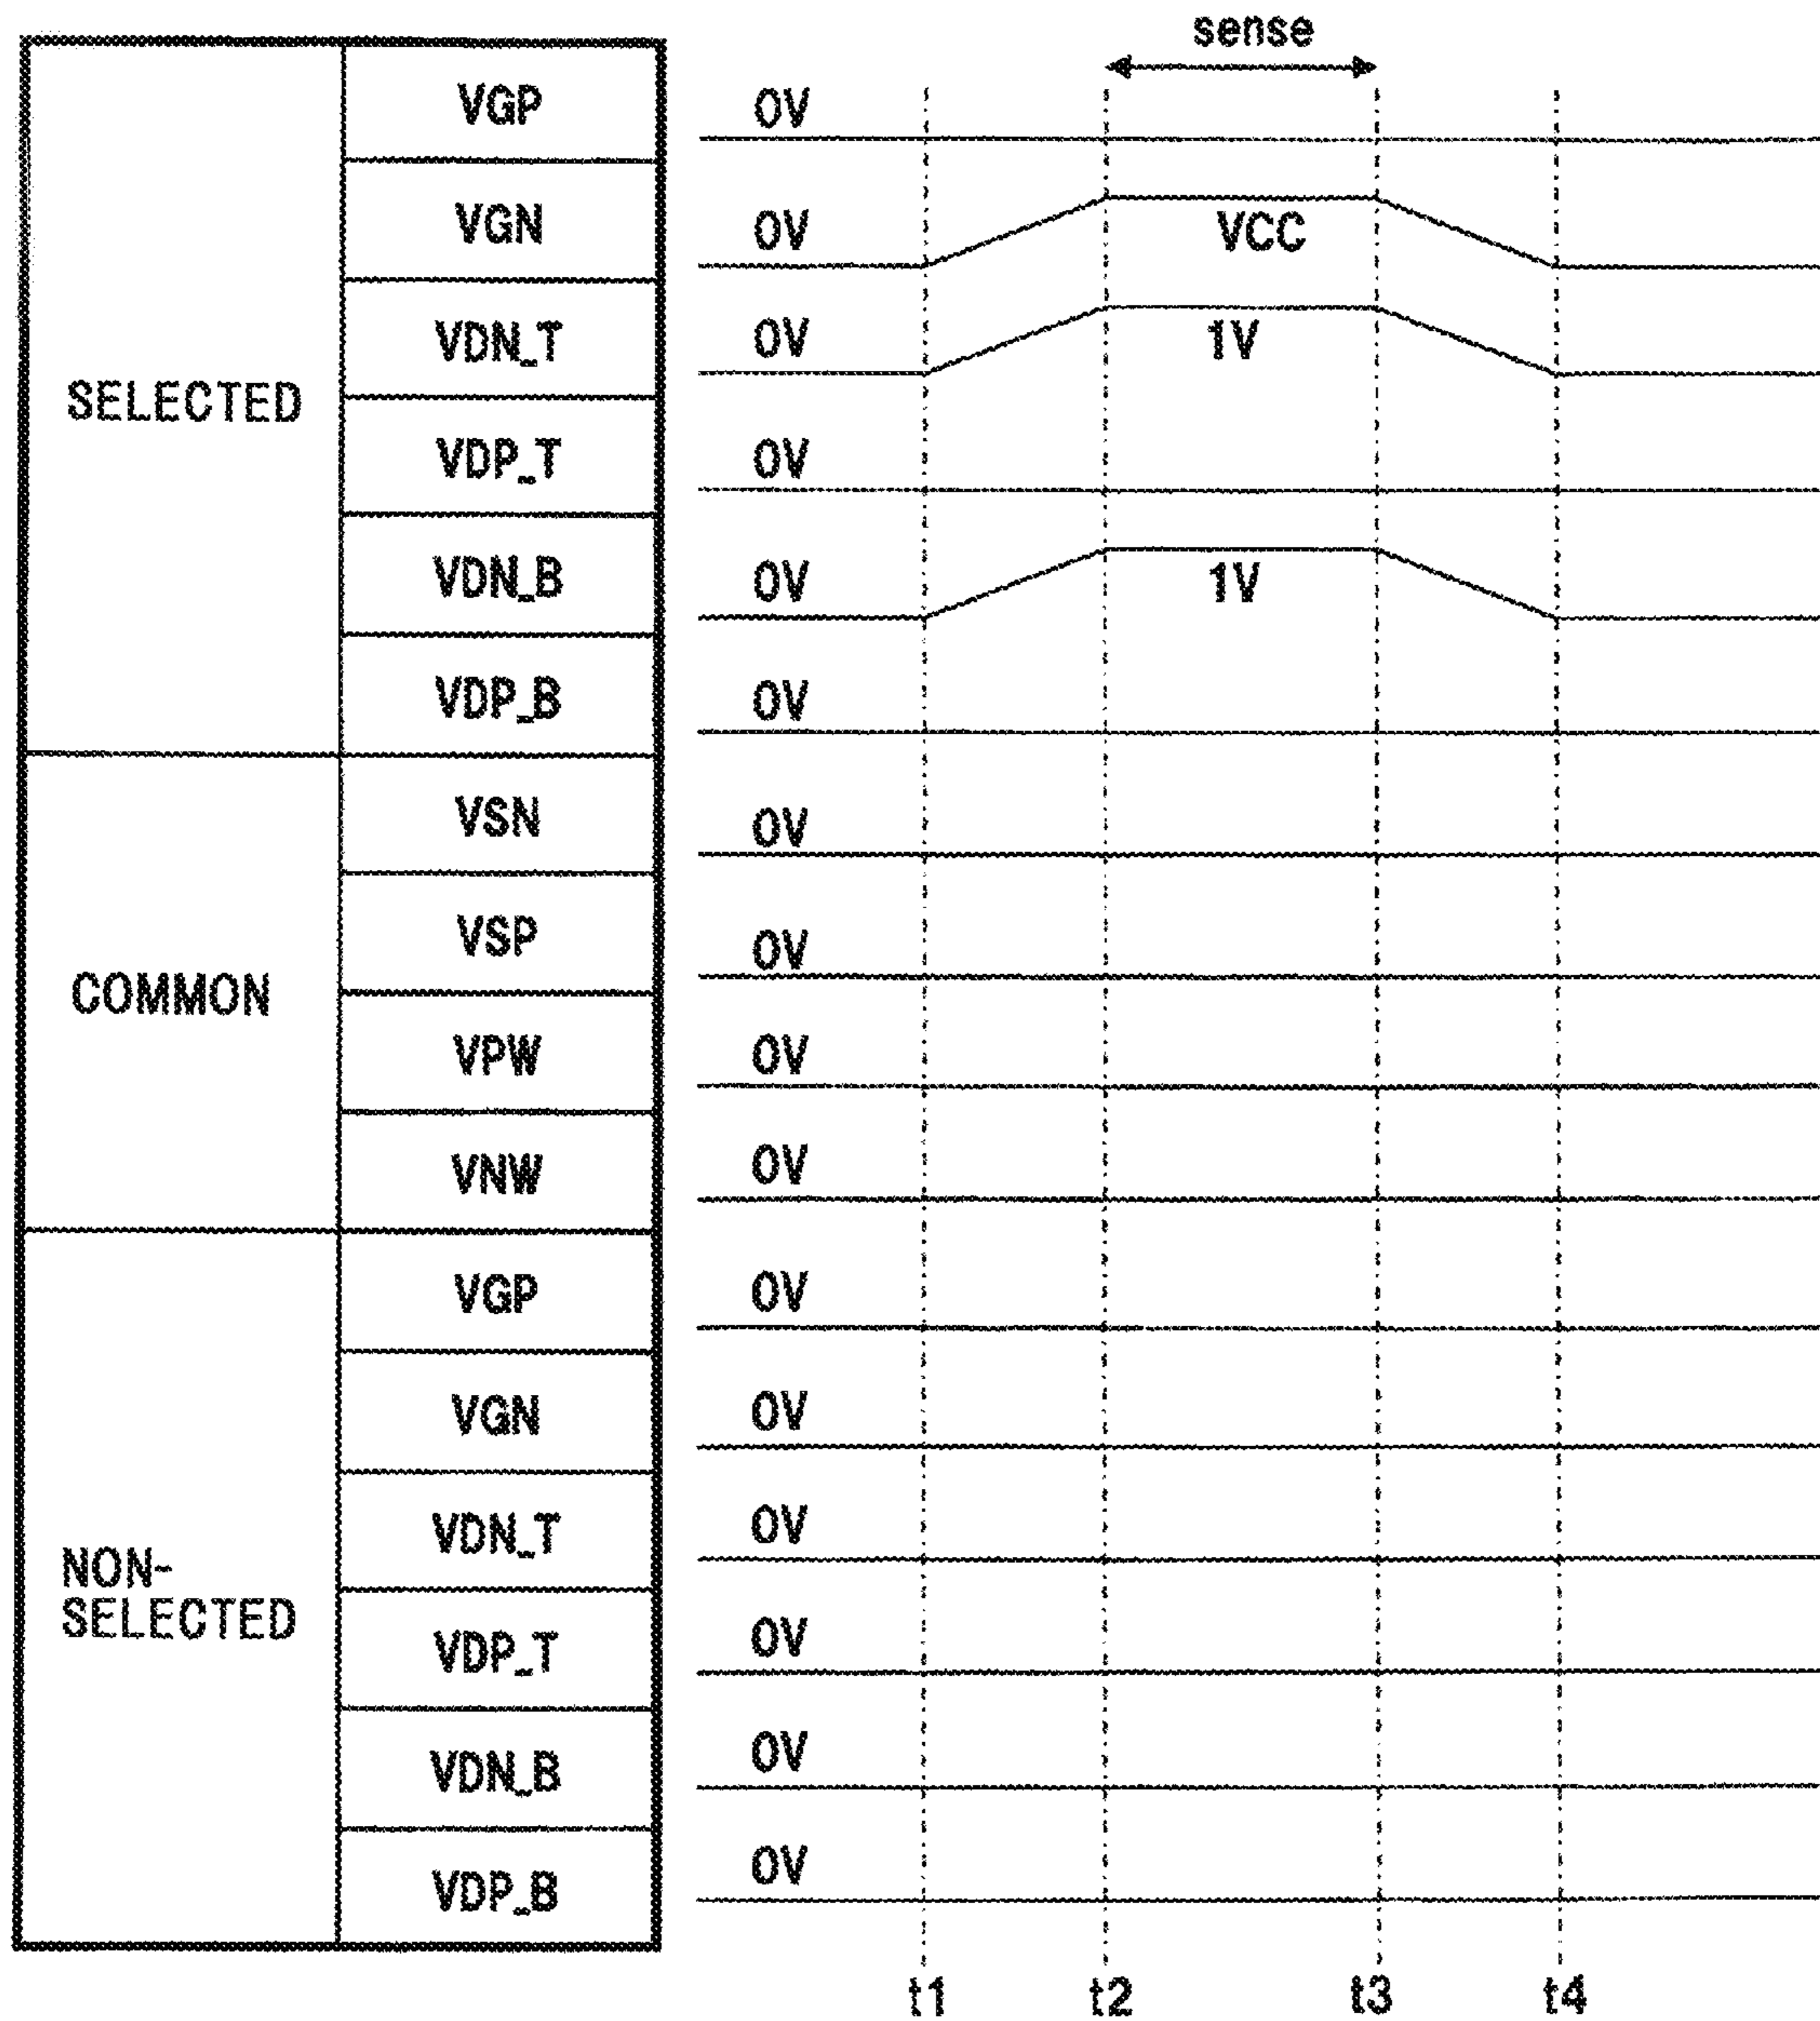 sense
SELECTED
VGP
0V
VGN
0V
VCC
VDN_T
0V
1V
VDP_T
0V
VDN_B
0V
1V
VDP_B
0V
COMMON
VSN
0V
VSP
0V
VPW
0V
VNW
0V
NON-
SELECTED
VGP
0V
VGN
0V
VDN_T
0V
VDP_T
0V
VDN_B
0V
VDP_B
0V
t1
t2
t3
t4